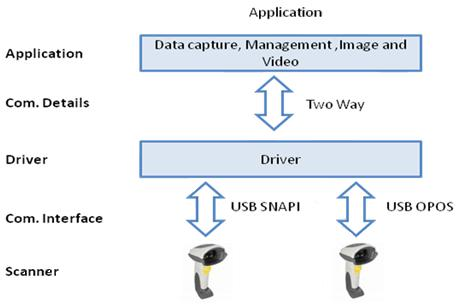 Application
Application
Data capture, Management ,Image and
Video
Com. Details
Two Way
Driver
Driver
Com. Interface
USB SNAPI
USB OPOS
Scanner